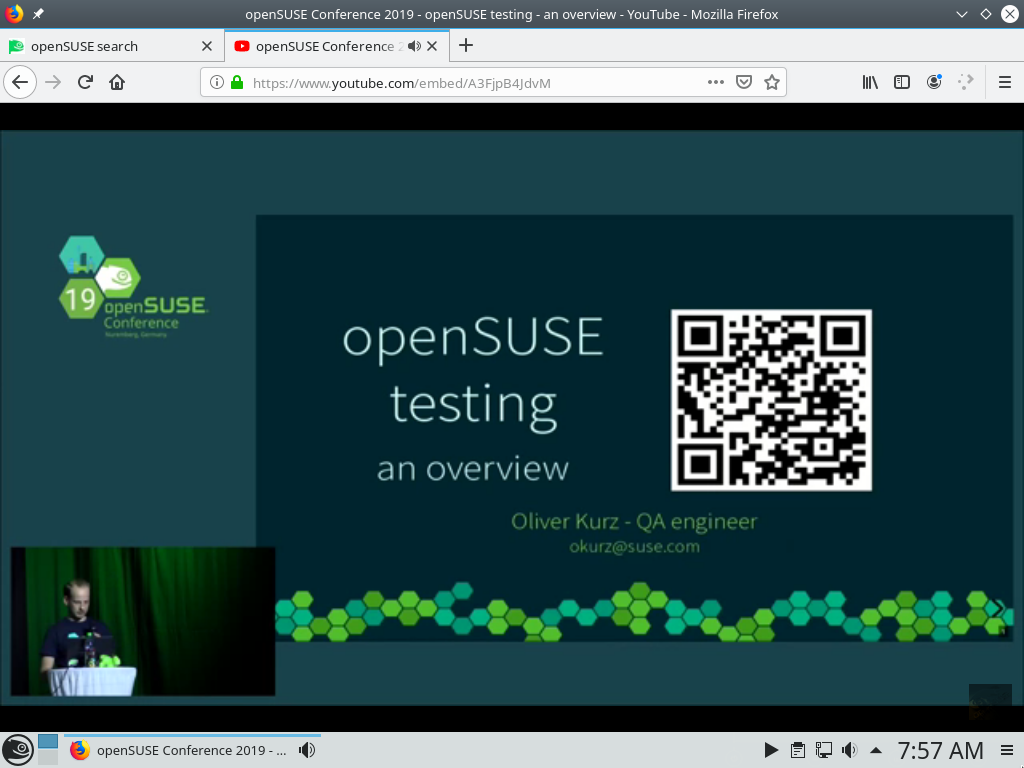 openSUSE Conference 2019 - openSUSE testing - an overview - YouTube - Mozilla Firefox
openSUSE search
openSUSE Conference 2
https://www.youtube.com/embed/A3FjpB4JdvM
19
openSUSE
Conference
Nuremberg, Germany
openSUSE
testing
an overview
Oliver Kurz - QA engineer
okurz@suse.com
openSUSE Conference 2019 - ...
7:57 AM